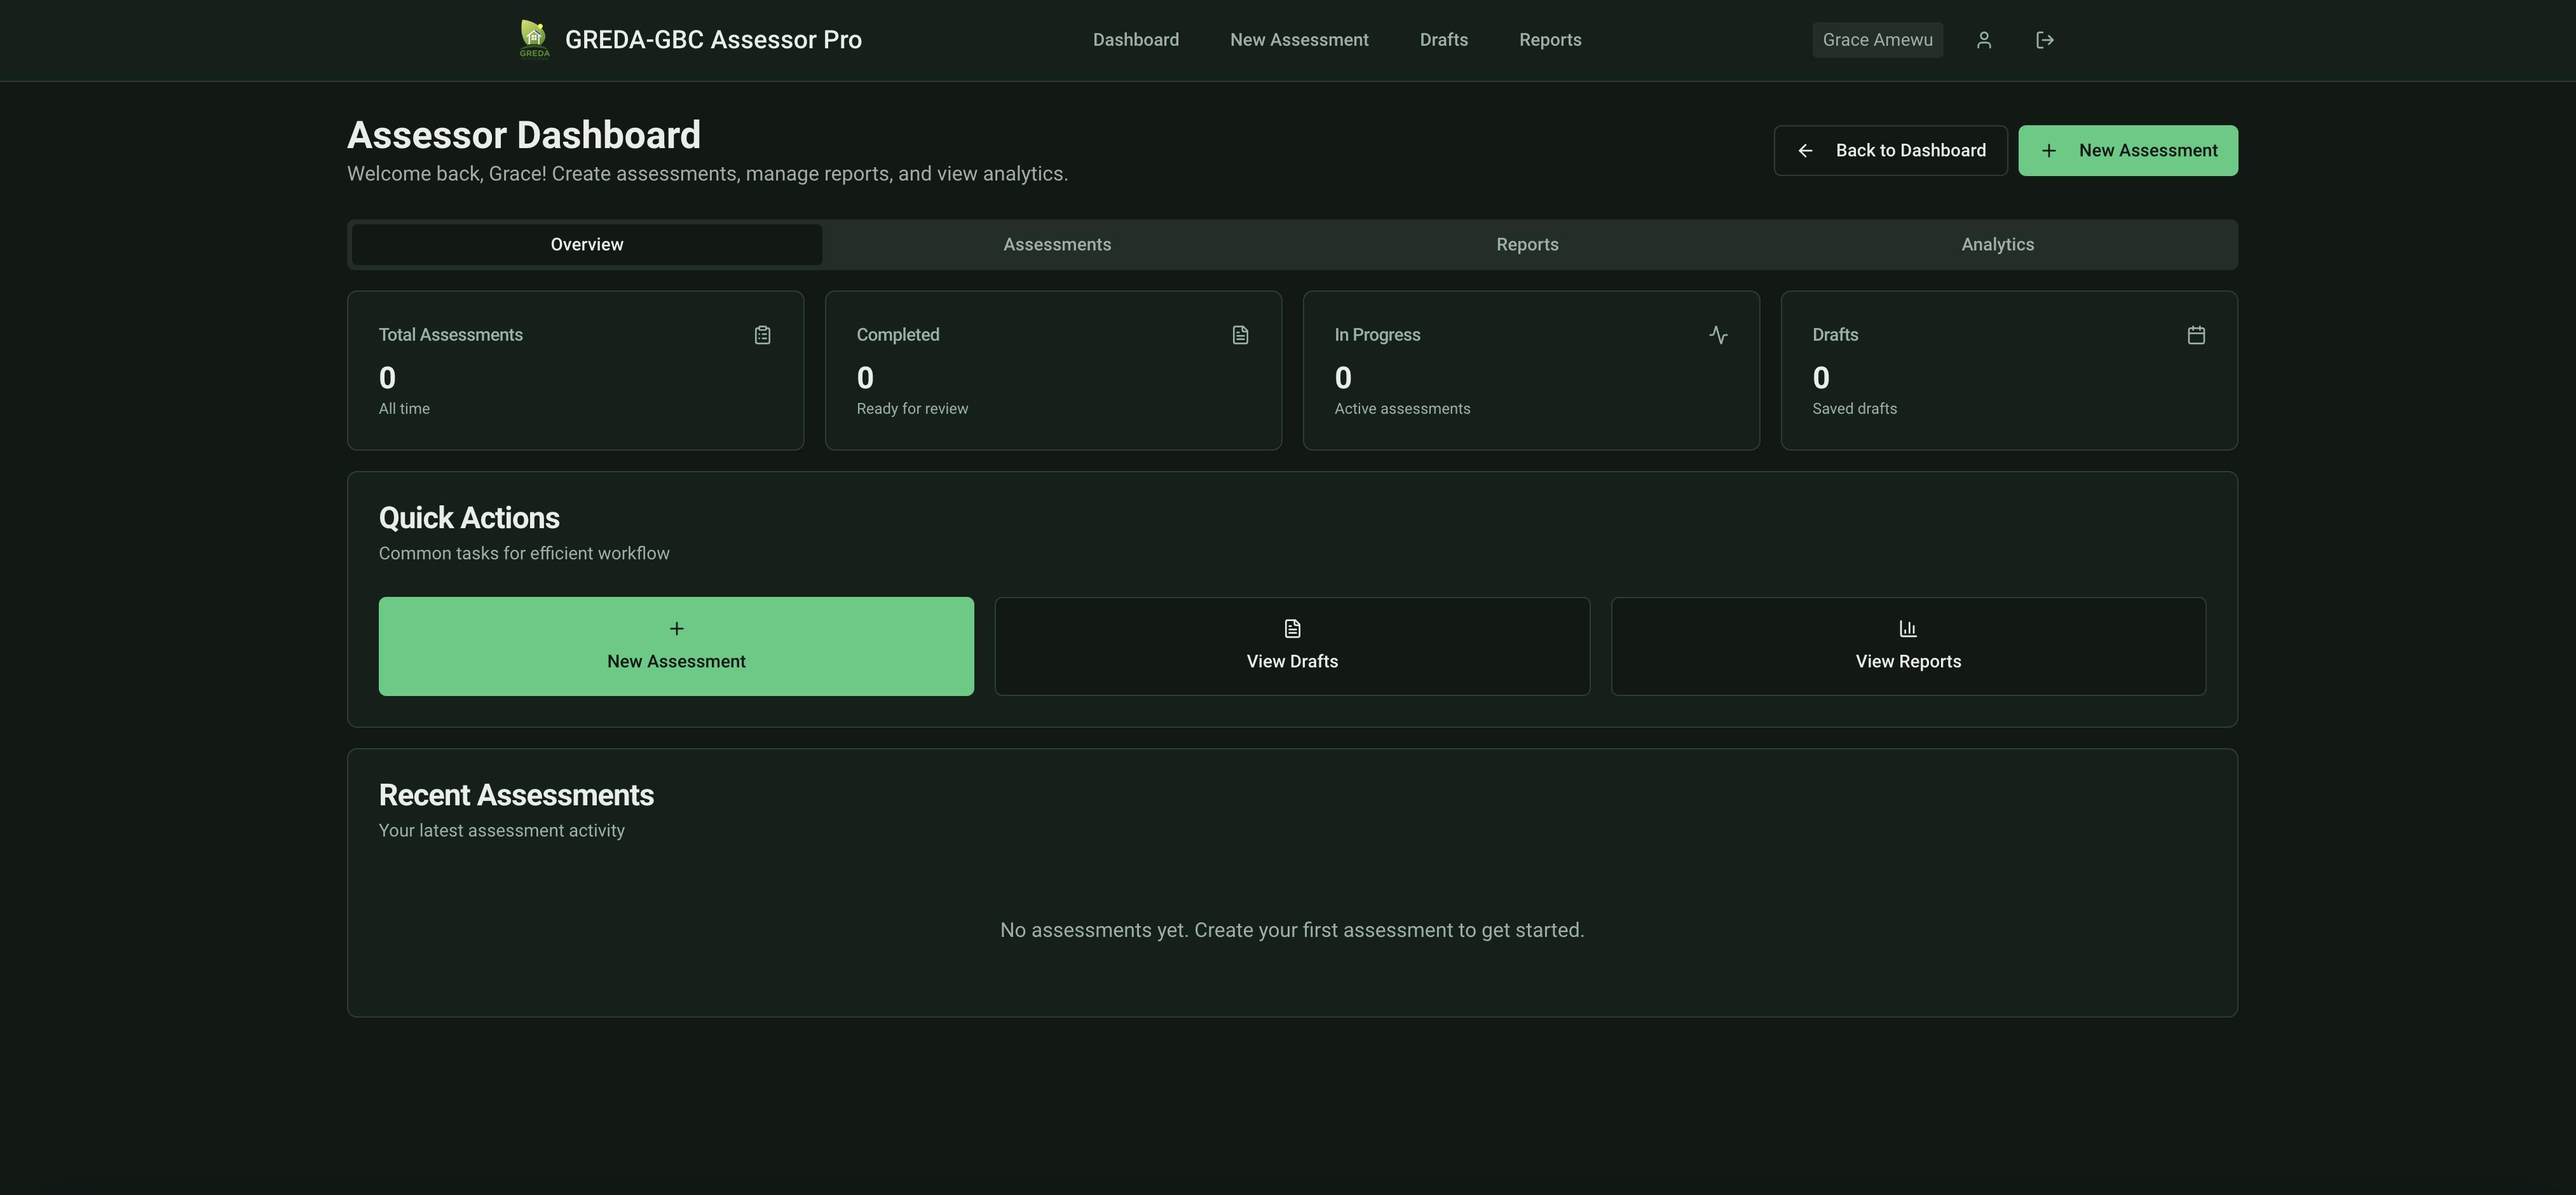 GREDA
GREDA-GBC Assessor Pro
Dashboard
New Assessment
Drafts
Reports
Grace Amewu
Assessor Dashboard
Welcome back, Grace! Create assessments, manage reports, and view analytics.
Back to Dashboard
New Assessment
Overview
Assessments
Reports
Analytics
Total Assessments
0
All time
Completed
0
Ready for review
In Progress
0
Active assessments
Drafts
0
Saved drafts
Quick Actions
Common tasks for efficient workflow
New Assessment
View Drafts
View Reports
Recent Assessments
Your latest assessment activity
No assessments yet. Create your first assessment to get started.